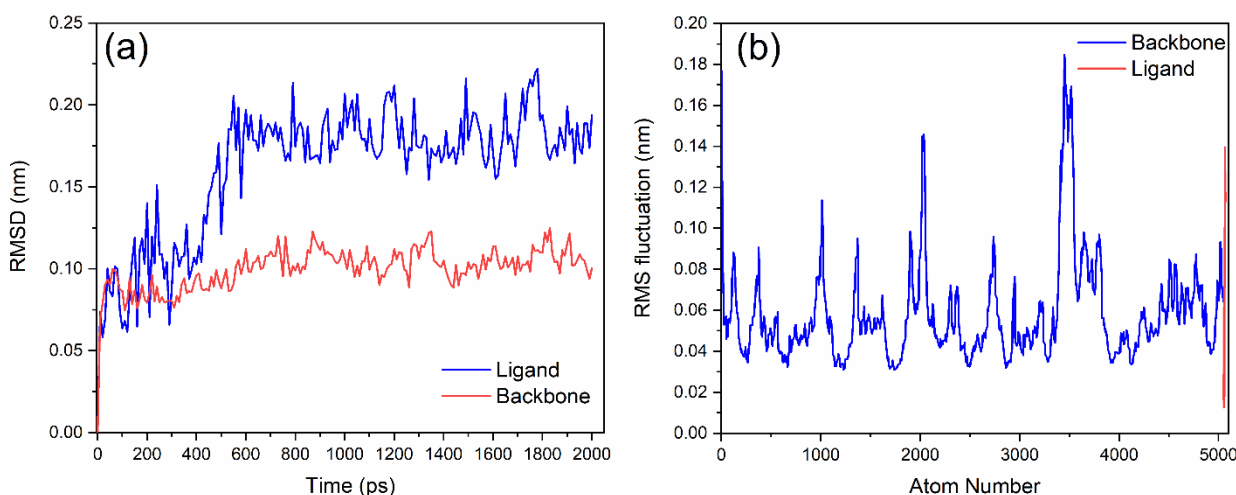 (a)
RMSD (nm)
0.25
0.20
0.15
0.10
0.05
0.00
Ligand
Backbone
0 200 400 600 800 1000 1200 1400 1600 1800 2000
Time (ps)
(b)
RMS fluctuation (nm)
0.20
0.18
0.16
0.14
0.12
0.10
0.08
0.06
0.04
0.02
0.00
Backbone
Ligand
0 1000 2000 3000 4000 5000
Atom Number